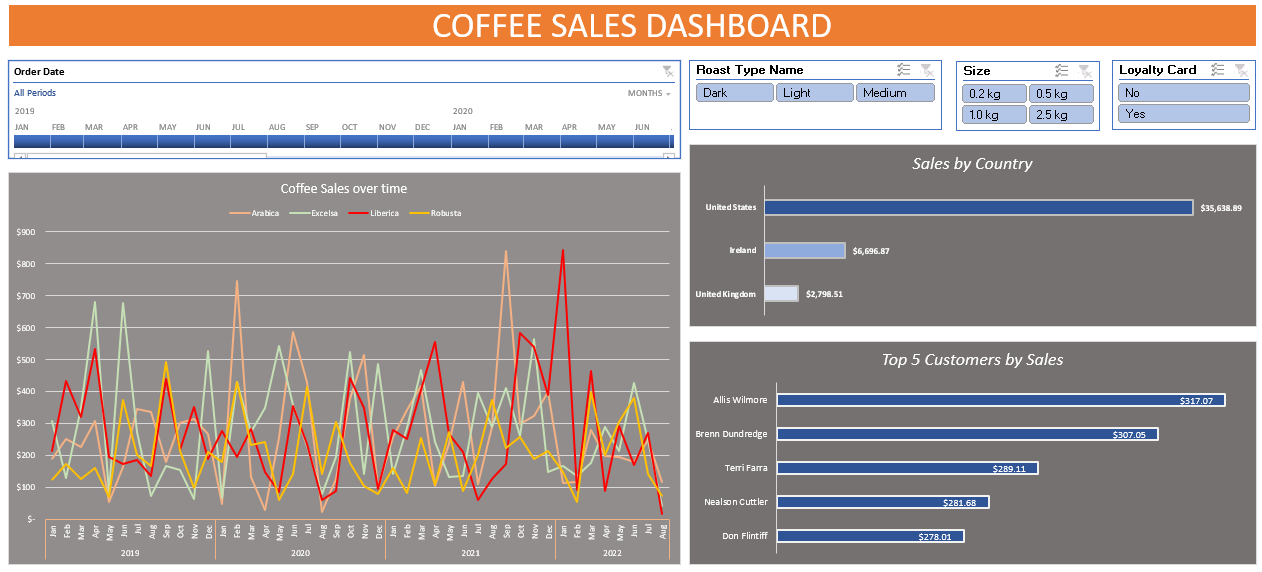 COFFEE SALES DASHBOARD
Order Date
All Periods
MONTHS
2019 2020
JAN FEB MAR APR MAY JUN JUL AUG SEP OCT NOV DEC JAN FEB MAR APR MAY JUN
Roast Type Name
Dark Light Medium
Size
0.2 kg 0.5 kg
1.0 kg 2.5 kg
Loyalty Card
No
Yes
Coffee Sales over time
Arabica Excelsa Liberica Robusta
$900
$800
$700
$600
$500
$400
$300
$200
$100
$-
Jan Feb Mar Apr May Jun Jul Aug Sep Oct Nov Dec Jan Feb Mar Apr May Jun Jul Aug Sep Oct Nov Dec Jan Feb Mar Apr May Jun Jul Aug Sep Oct Nov Dec Jan Feb Mar Apr May Jun Jul Aug
2019 2020 2021 2022
Sales by Country
United States $35,638.89
Ireland $6,696.87
United Kingdom $2,798.51
Top 5 Customers by Sales
Allis Wilmore $317.07
Brenn Dundredge $307.05
Terri Farra $289.11
Nealson Cuttler $281.68
Don Flintiff $278.01